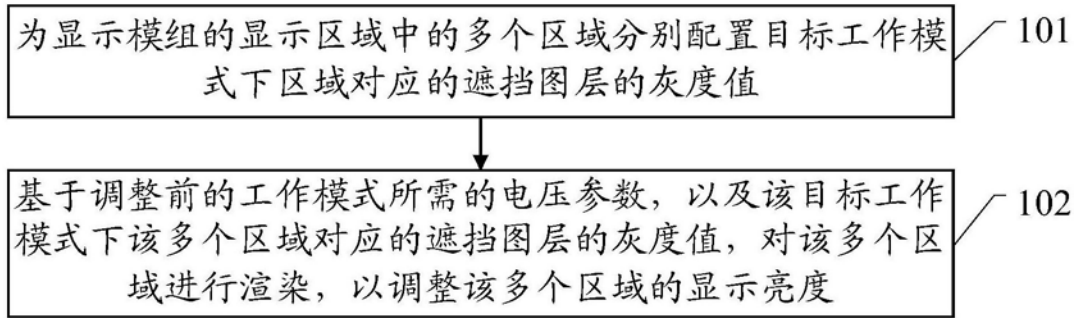 为显示模组的显示区域中的多个区域分别配置目标工作模
式下区域对应的遮挡图层的灰度值
101
基于调整前的工作模式所需的电压参数，以及该目标工作
模式下该多个区域对应的遮挡图层的灰度值，对该多个区
域进行渲染，以调整该多个区域的显示亮度
102